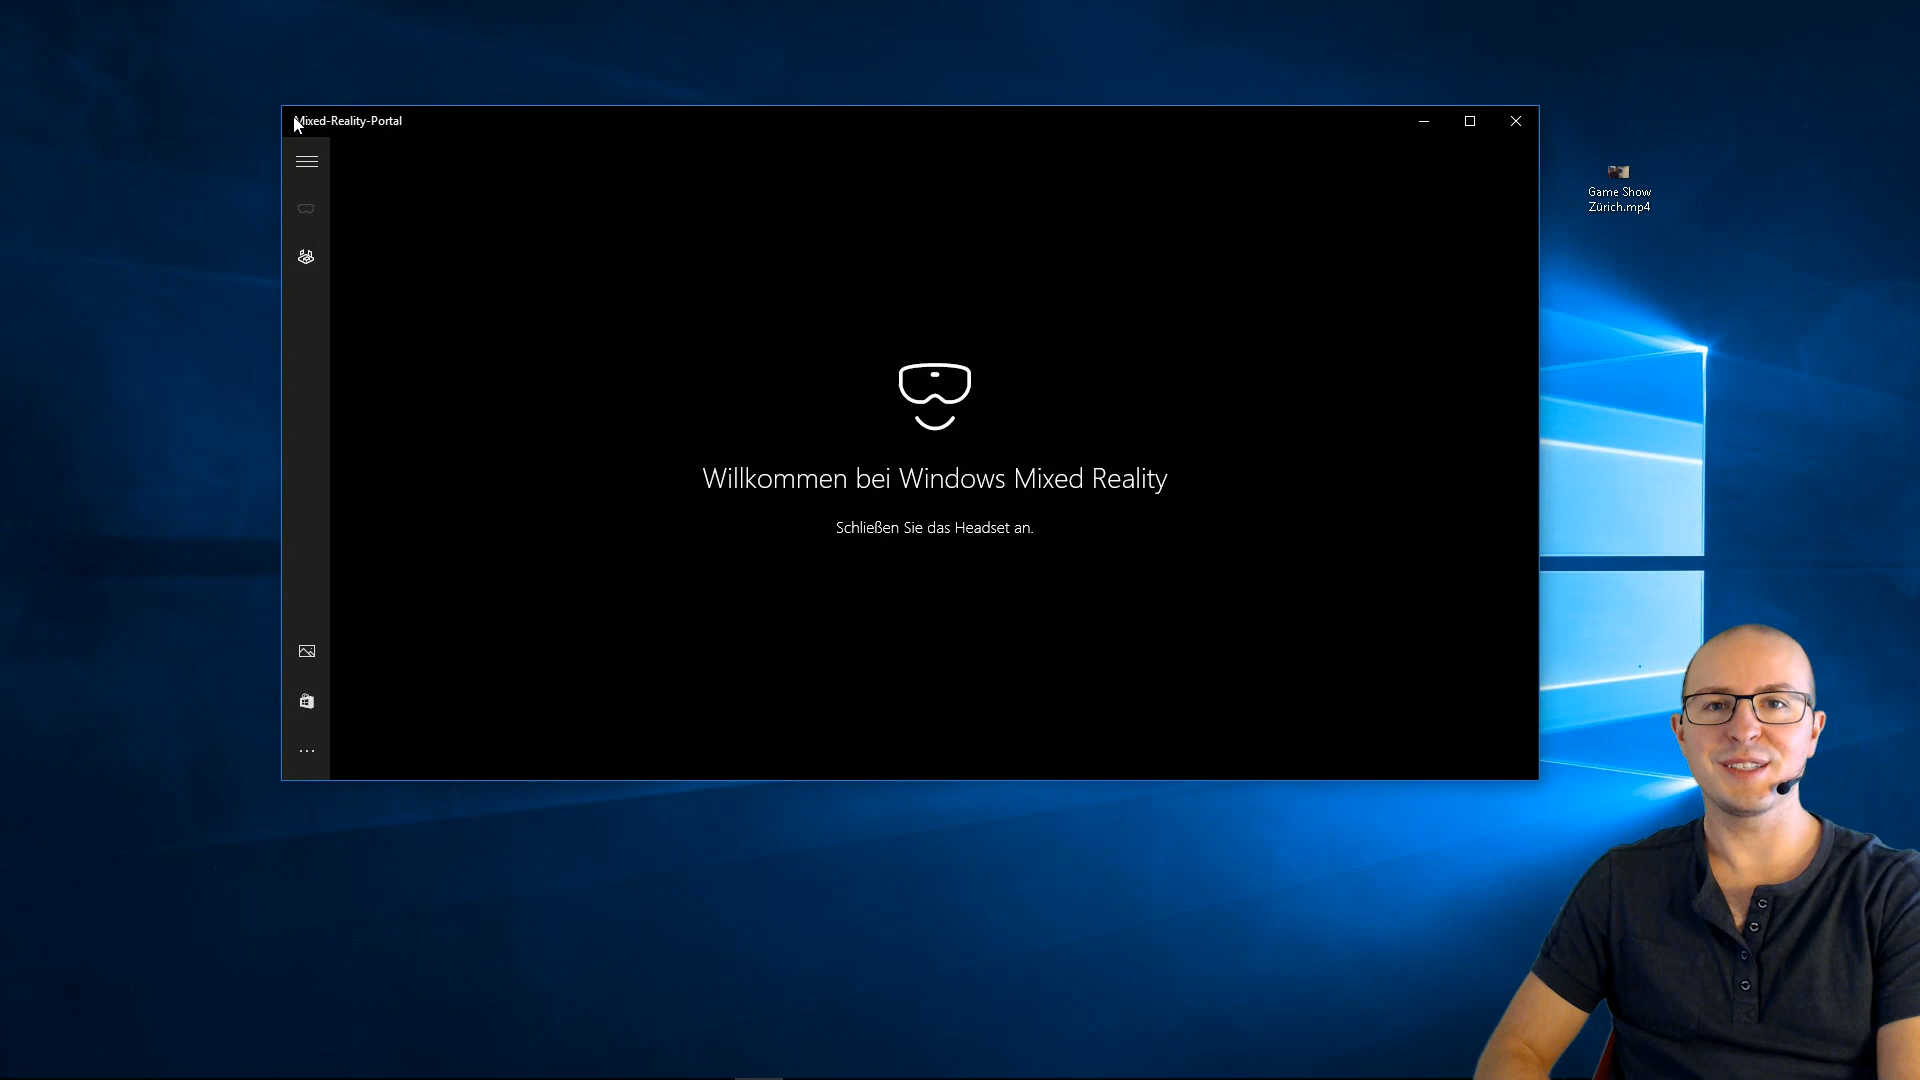 Mixed-Reality-Portal
Game Show
Zürich.mp4
Willkommen bei Windows Mixed Reality
Schließen Sie das Headset an.